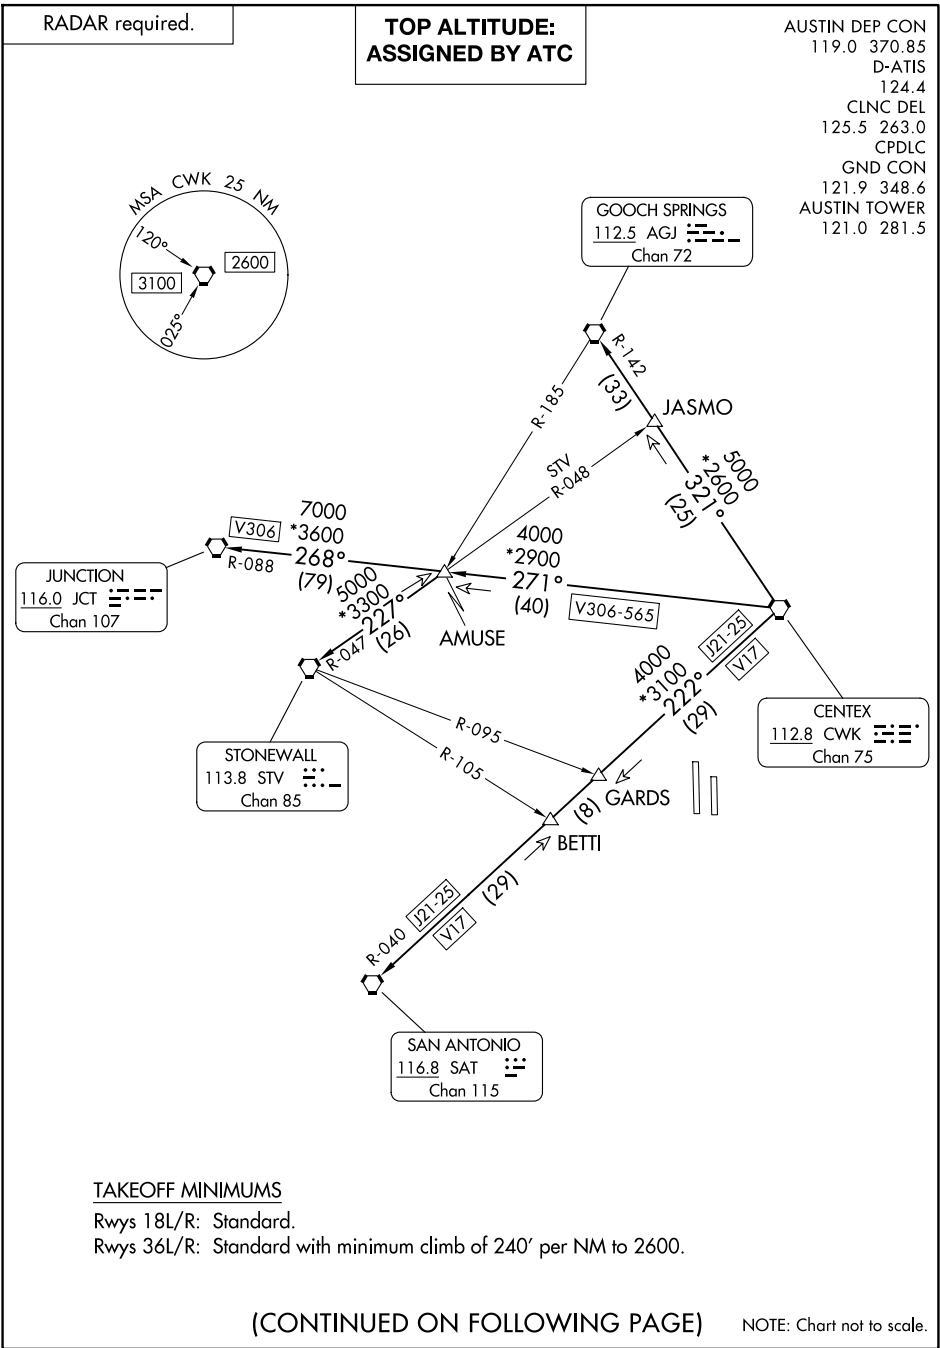 RADAR required.
TOP ALTITUDE:
ASSIGNED BY ATC
AUSTIN DEP CON
119.0 370.85
D-ATIS
124.4
CLNC DEL
125.5 263.0
CPDLC
GND CON
121.9 348.6
AUSTIN TOWER
121.0 281.5
MSA CWK 25 NM
120°
2600
3100
025°
GOOCH SPRINGS
112.5 AGJ
Chan 72
R-142
(33)
JASMO
R-185
STV
R-048
5000
*2600
321°
(25)
7000
*3600
V306
268°
R-088
(79)
JUNCTION
116.0 JCT
Chan 107
4000
*2900
271°
(40)
V306-565
5000
*3300
227°
(26)
R-047
AMUSE
J21-25
V17
4000
*3100
222°
(29)
CENTEX
112.8 CWK
Chan 75
STONEWALL
113.8 STV
Chan 85
R-095
R-105
GARDS
(8)
BETTI
(29)
J21-25
V17
R-040
SAN ANTONIO
116.8 SAT
Chan 115
TAKEOFF MINIMUMS
Rwys 18L/R: Standard.
Rwys 36L/R: Standard with minimum climb of 240' per NM to 2600.
(CONTINUED ON FOLLOWING PAGE)
NOTE: Chart not to scale.